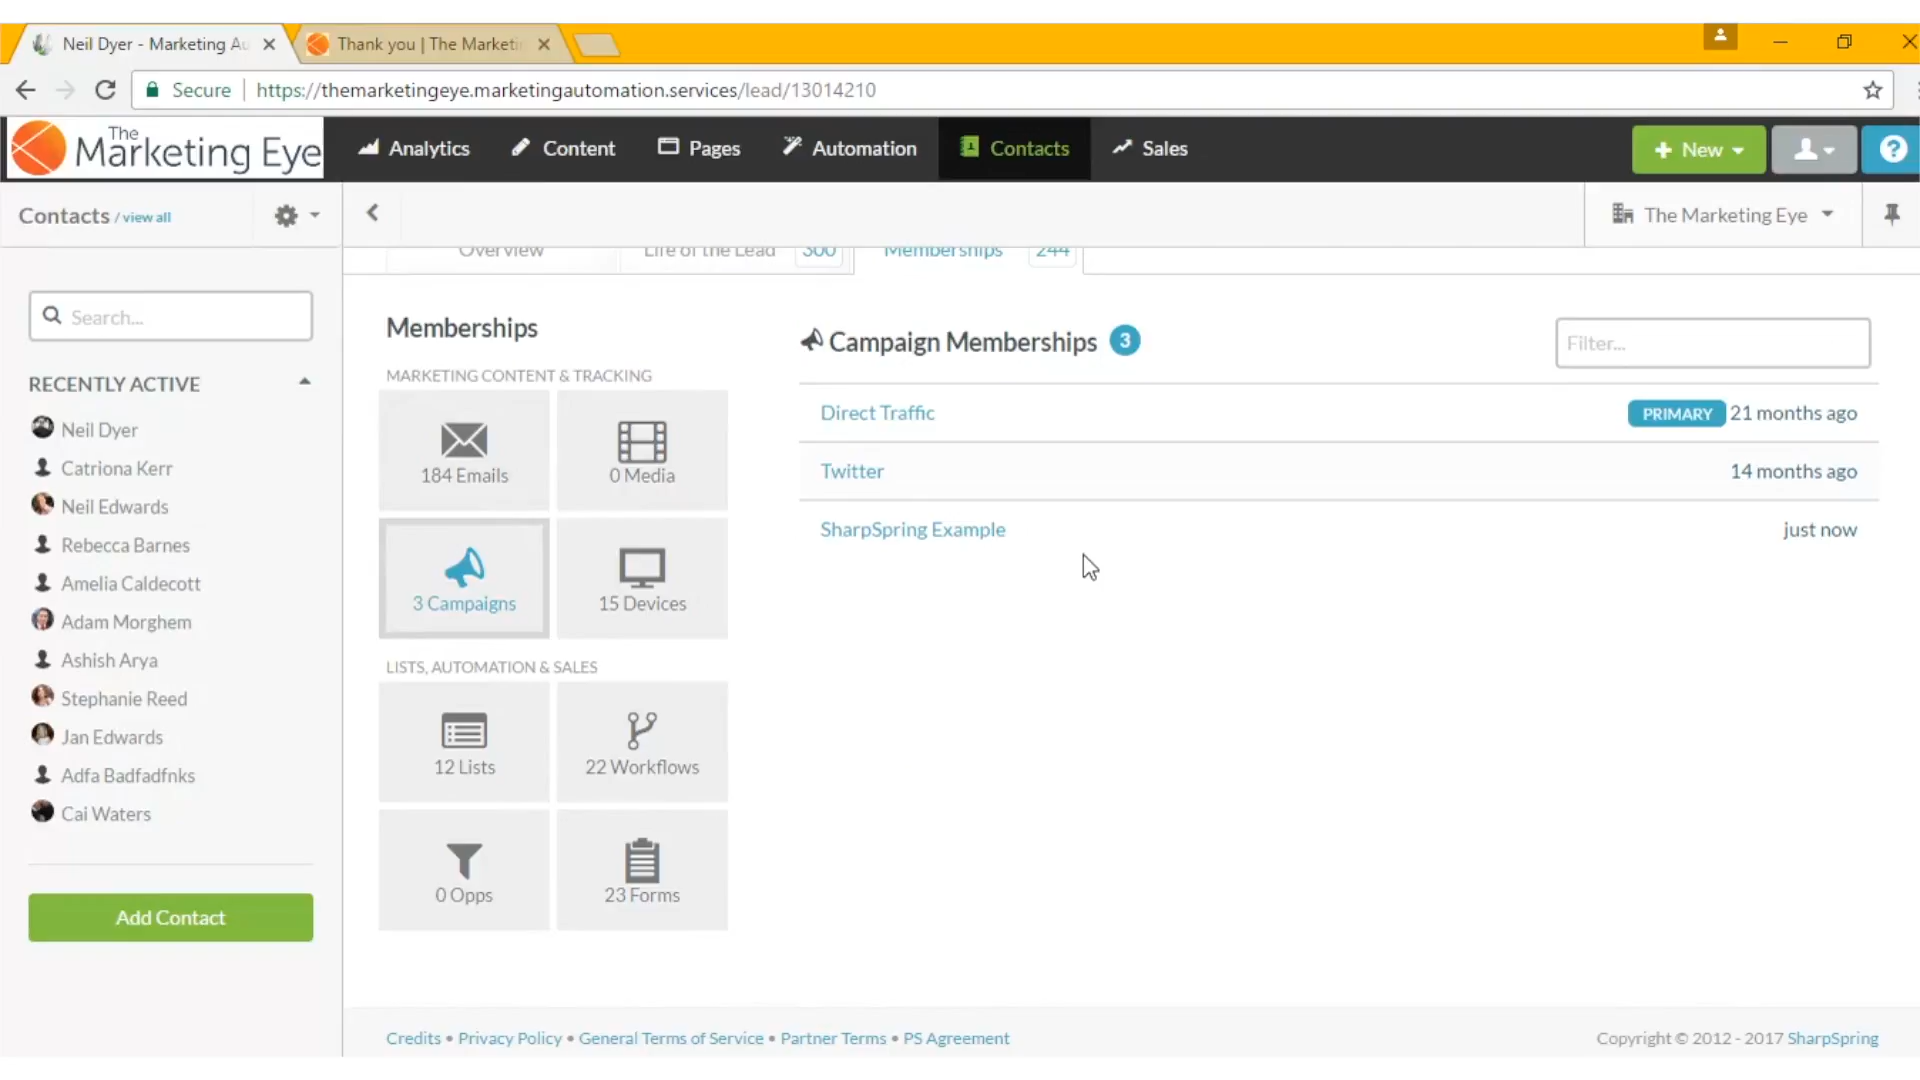 Neil Dyer - Marketing Au
Thank you | The Marketi
Secure
https://themarketingeye.marketingautomation.services/lead/13014210
The Marketing Eye
Analytics
Content
Pages
Automation
Contacts
Sales
+ New
?
Contacts / view all
The Marketing Eye
Overview
Life of the Lead 300
Memberships 244
Search...
RECENTLY ACTIVE
Neil Dyer
Catriona Kerr
Neil Edwards
Rebecca Barnes
Amelia Caldecott
Adam Morghem
Ashish Arya
Stephanie Reed
Jan Edwards
Adfa Badfadfnks
Cai Waters
Add Contact
Memberships
MARKETING CONTENT & TRACKING
184 Emails
0 Media
3 Campaigns
15 Devices
LISTS, AUTOMATION & SALES
12 Lists
22 Workflows
0 Opps
23 Forms
Campaign Memberships 3
Filter...
Direct Traffic
PRIMARY 21 months ago
Twitter
14 months ago
SharpSpring Example
just now
Credits • Privacy Policy • General Terms of Service • Partner Terms • PS Agreement
Copyright © 2012 - 2017 SharpSpring